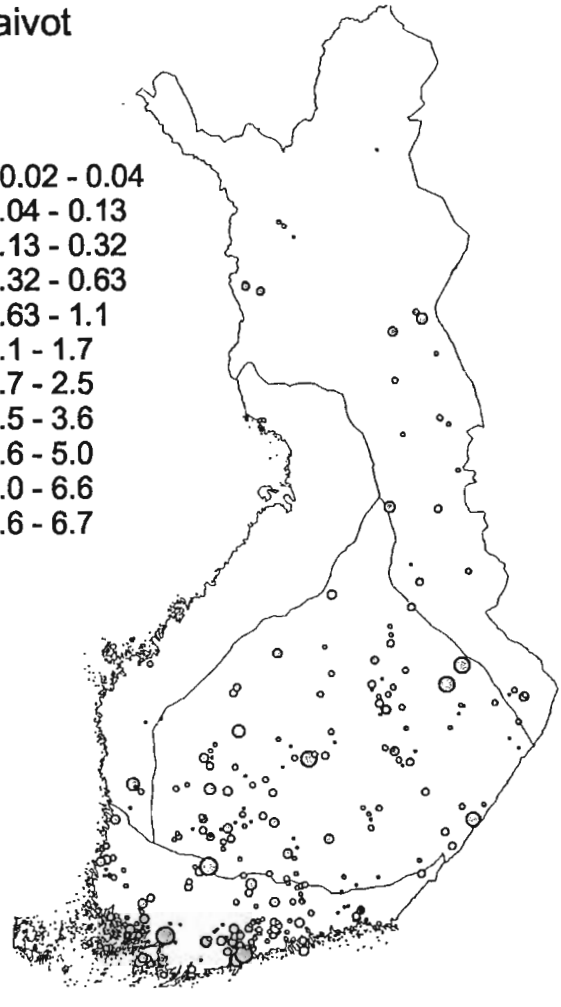 aivot
0.02 - 0.04
.04 - 0.13
.13 - 0.32
.32 - 0.63
.63 - 1.1
.1 - 1.7
.7 - 2.5
.5 - 3.6
.6 - 5.0
.0 - 6.6
.6 - 6.7